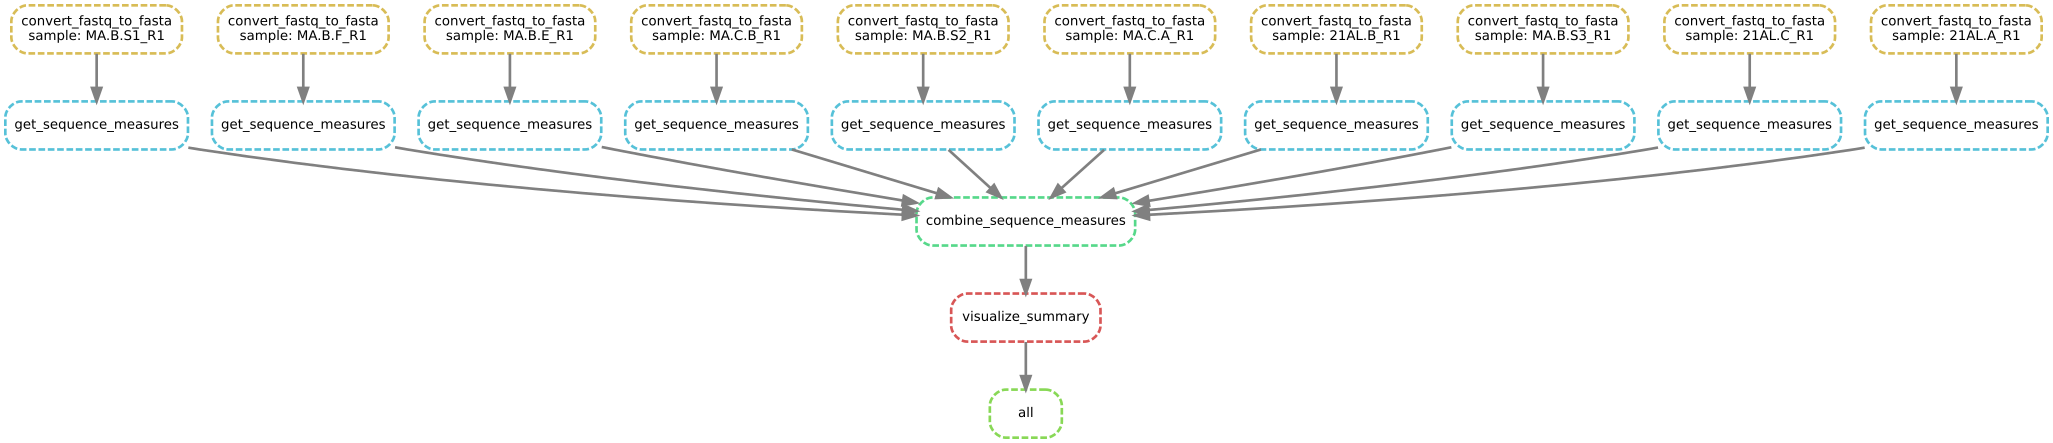 convert_fastq_to_fasta
sample: MA.B.S1_R1
convert_fastq_to_fasta
sample: MA.B.F_R1
convert_fastq_to_fasta
sample: MA.B.E_R1
convert_fastq_to_fasta
sample: MA.C.B_R1
convert_fastq_to_fasta
sample: MA.B.S2_R1
convert_fastq_to_fasta
sample: MA.C.A_R1
convert_fastq_to_fasta
sample: 21AL.B_R1
convert_fastq_to_fasta
sample: MA.B.S3_R1
convert_fastq_to_fasta
sample: 21AL.C_R1
convert_fastq_to_fasta
sample: 21AL.A_R1
get_sequence_measures
get_sequence_measures
get_sequence_measures
get_sequence_measures
get_sequence_measures
get_sequence_measures
get_sequence_measures
get_sequence_measures
get_sequence_measures
get_sequence_measures
combine_sequence_measures
visualize_summary
all